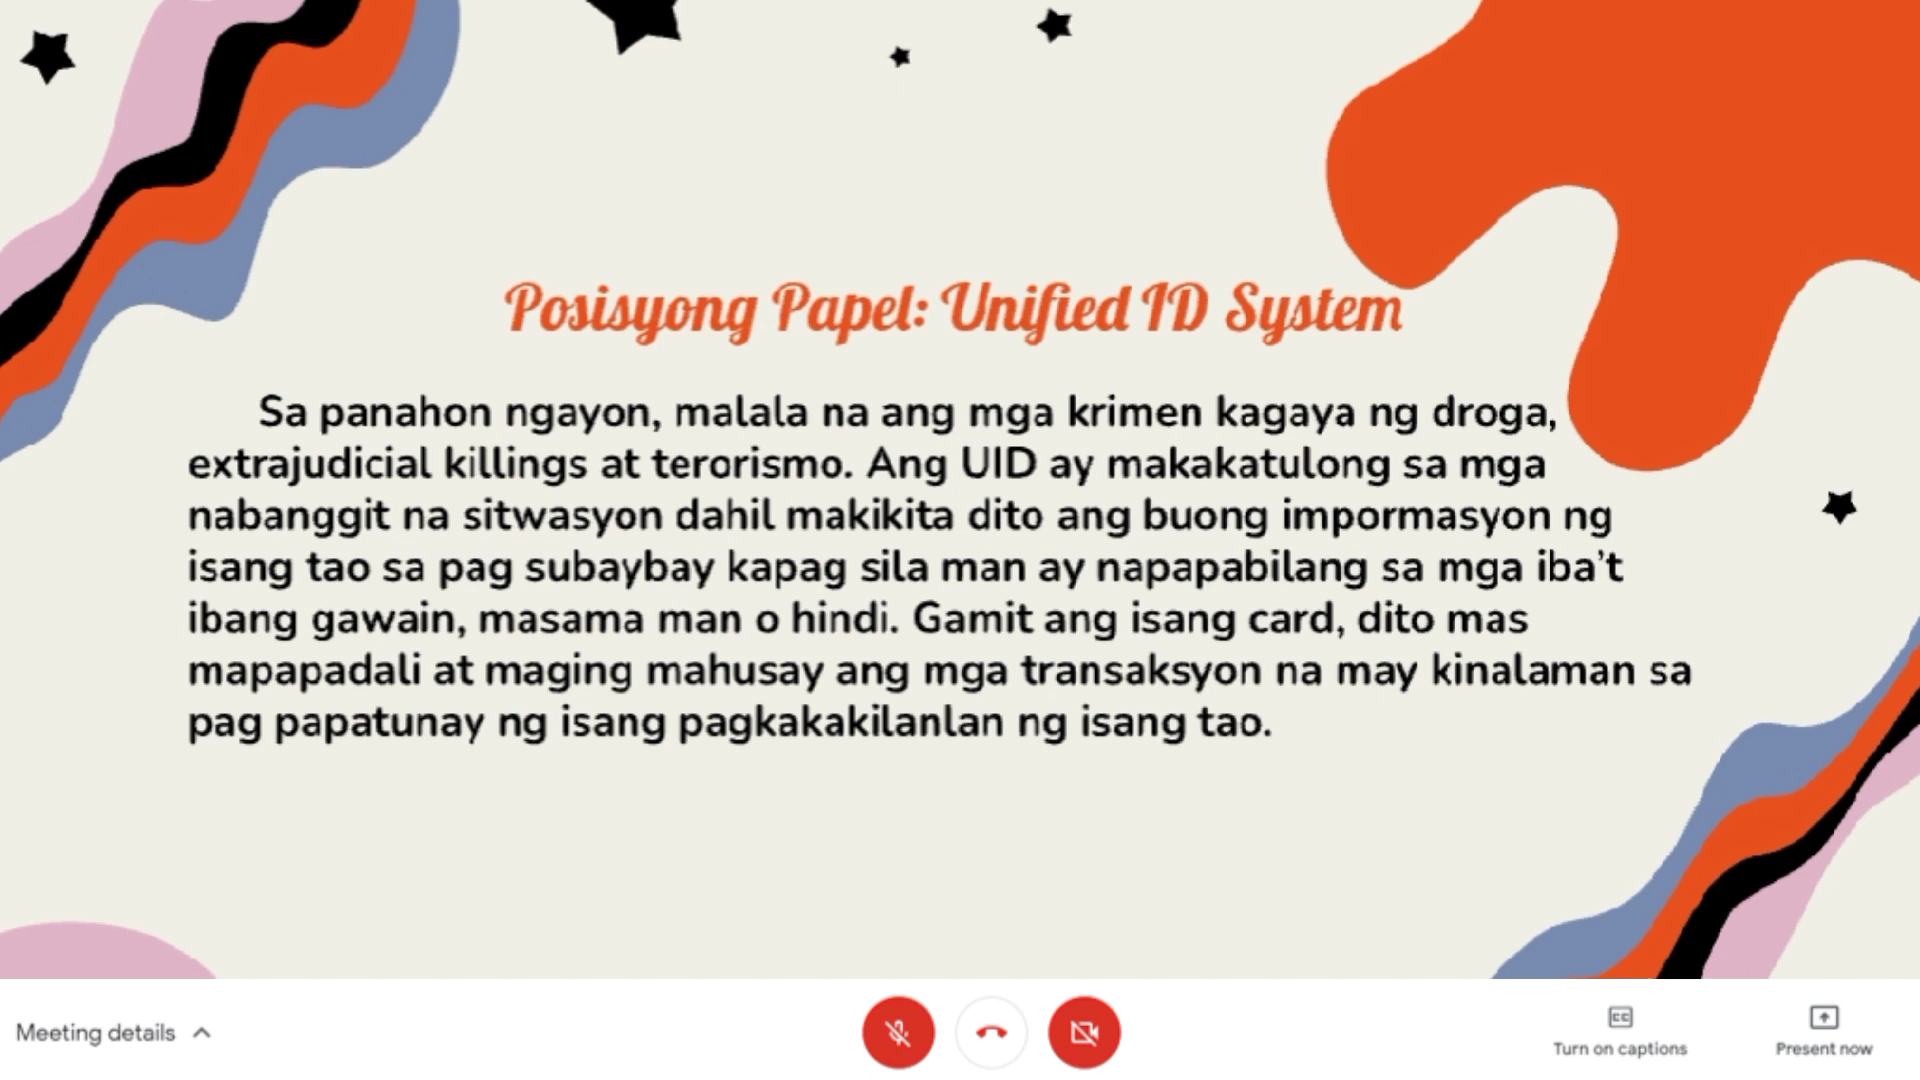 Posisyong Papel: Unified ID System
Sa panahon ngayon, malala na ang mga krimen kagaya ng droga,
extrajudicial killings at terorismo. Ang UID ay makakatulong sa mga
nabanggit na sitwasyon dahil makikita dito ang buong impormasyon ng
isang tao sa pag subaybay kapag sila man ay napapabilang sa mga iba't
ibang gawain, masama man o hindi. Gamit ang isang card, dito mas
mapapadali at maging mahusay ang mga transaksyon na may kinalaman sa
pag papatunay ng isang pagkakakilanlan ng isang tao.
Meeting details
Turn on captions
Present now